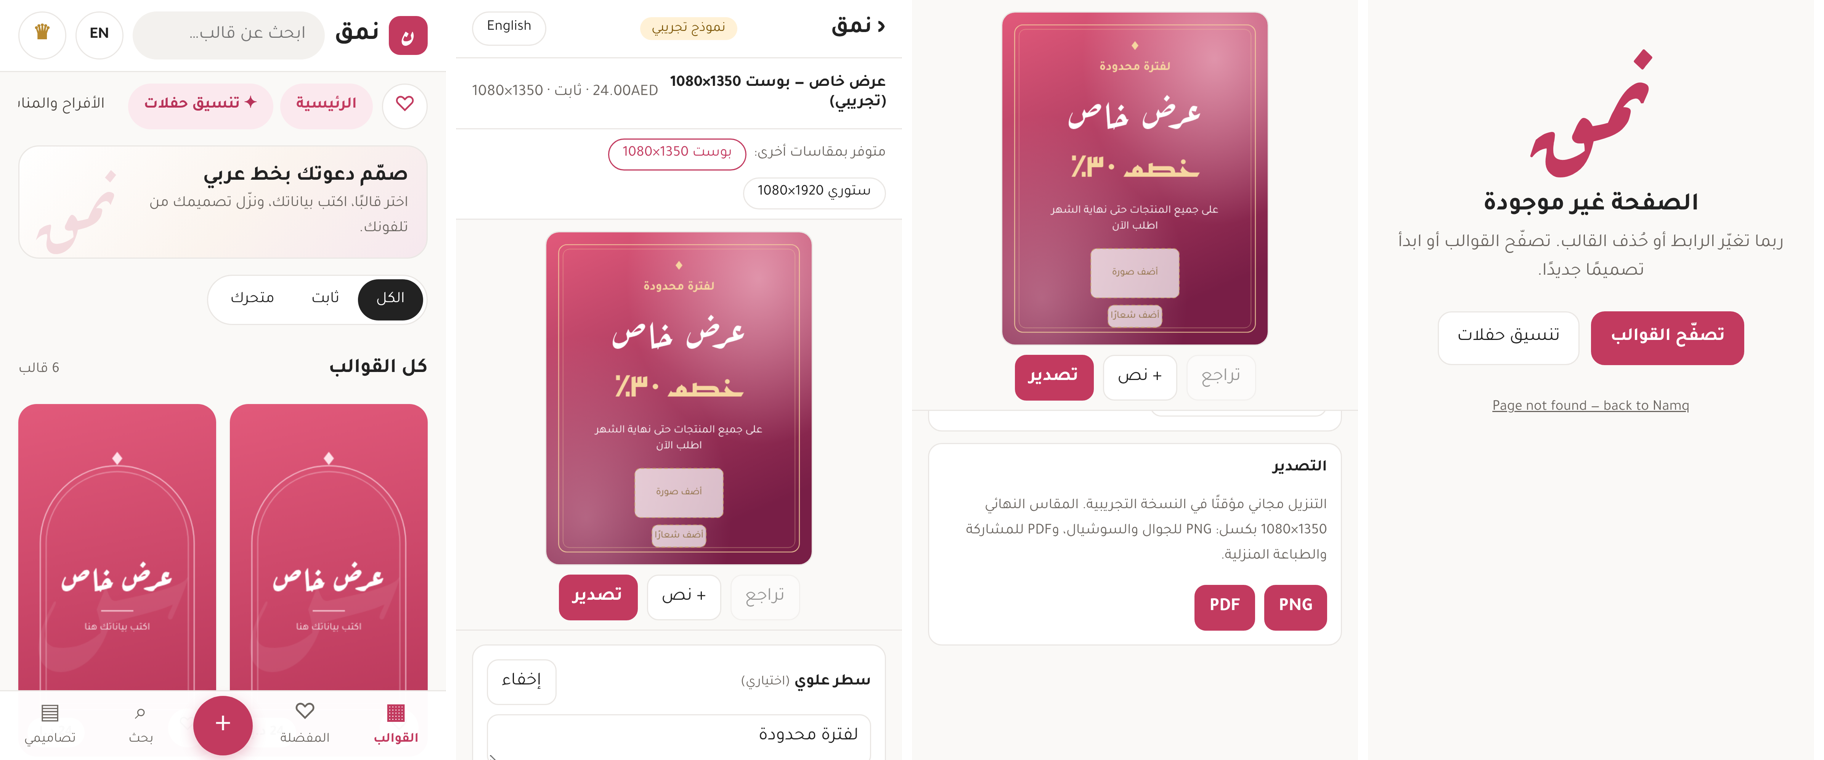 ن
نمق
ابحث عن قالب...
EN
الرئيسية
✦ تنسيق حفلات
الأفراح والمنا
صمّم دعوتك بخط عربي
اختر قالبًا، اكتب بياناتك، ونزّل تصميمك من
تلفونك.
نمق
الكل
ثابت
متحرك
كل القوالب
6 قالب
عرض خاص
اكتب بياناتك هنا
عرض خاص
اكتب بياناتك هنا
القوالب
المفضلة
+
بحث
تصاميمي
‹ نمق
نموذج تجريبي
English
عرض خاص – بوست 1080×1350
(تجريبي)
1080×1350 · ثابت · 24.00AED
متوفر بمقاسات أخرى:
بوست 1080×1350
ستوري 1080×1920
لفترة محدودة
عرض خاص
خصم ٣٠٪
على جميع المنتجات حتى نهاية الشهر
اطلب الآن
أضف صورة
أضف شعارًا
تراجع
+ نص
تصدير
سطر علوي (اختياري)
إخفاء
لفترة محدودة
لفترة محدودة
عرض خاص
خصم ٣٠٪
على جميع المنتجات حتى نهاية الشهر
اطلب الآن
أضف صورة
أضف شعارًا
تراجع
+ نص
تصدير
التصدير
التنزيل مجاني مؤقتًا في النسخة التجريبية. المقاس النهائي
1080×1350 بكسل: PNG للجوال والسوشيال، وPDF للمشاركة
والطباعة المنزلية.
PNG
PDF
نمق
الصفحة غير موجودة
ربما تغيّر الرابط أو حُذف القالب. تصفّح القوالب أو ابدأ
تصميمًا جديدًا.
تصفّح القوالب
تنسيق حفلات
Page not found – back to Namq